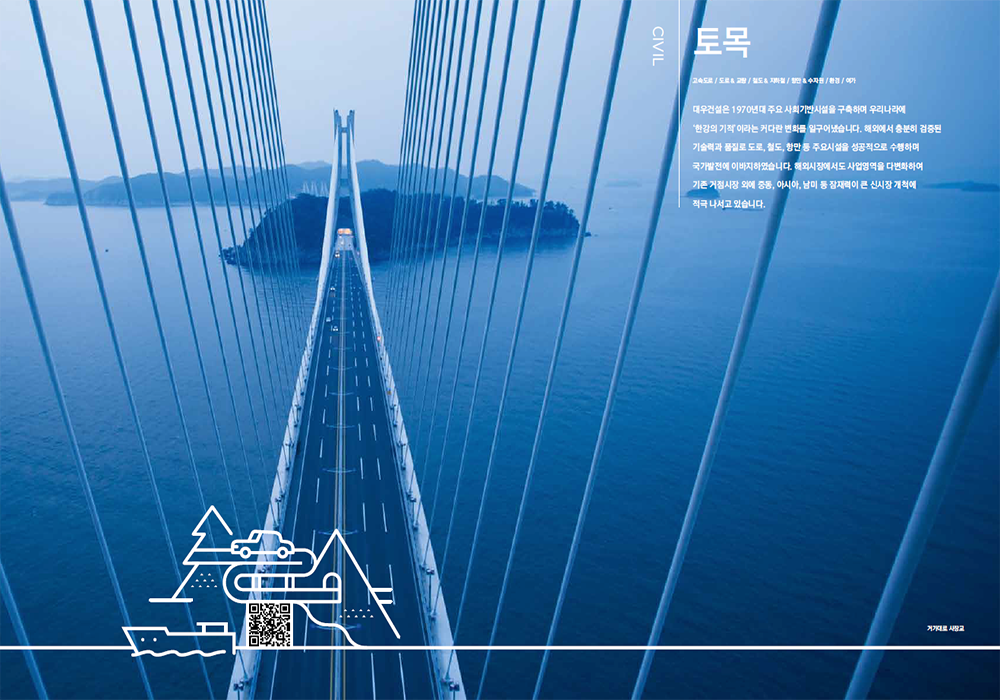 CIVIL
토목
고속도로 / 도로 & 교량 / 철도 & 지하철 / 항만 & 수자원 / 환경 / 여가
대우건설은 1970년대 주요 사회기반시설을 구축하며 우리나라에
‘한강의 기적’이라는 커다란 변화를 일구어냈습니다. 해외에서 충분히 검증된
기술력과 품질로 도로, 철도, 항만 등 주요시설을 성공적으로 수행하며
국가발전에 이바지하였습니다. 해외시장에서도 사업영역을 다변화하여
기존 거점시장 외에 중동, 아시아, 남미 등 잠재력이 큰 신시장 개척에
적극 나서고 있습니다.
거가대로 사장교